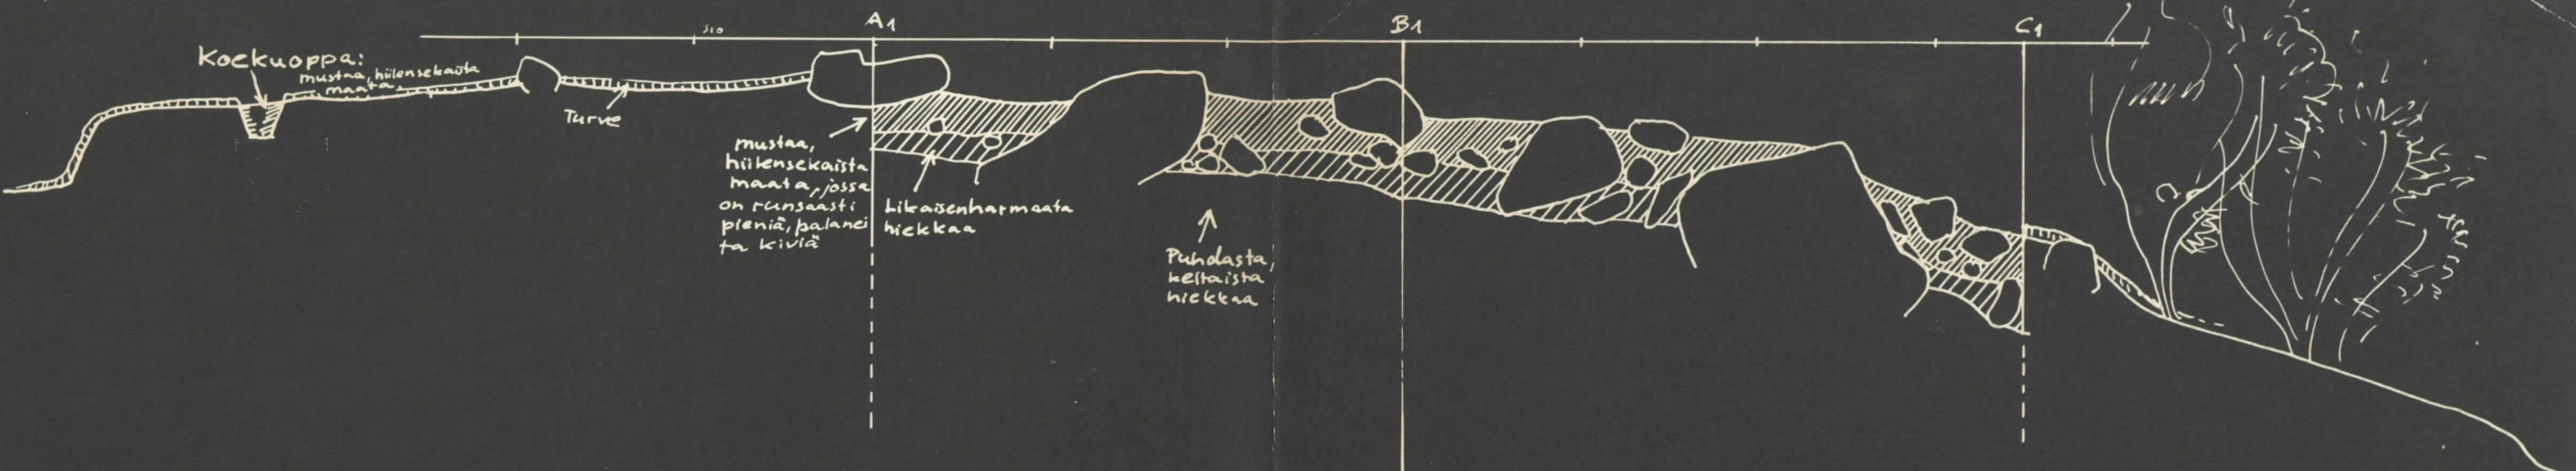 A1
B1
C1
Koekuoppa:
mustaa, hiilensekaista
maata
Turve
mustaa,
hiilensekaista
maata, jossa
on runsaasti
pieniä, palanei
ta kiviä
Likaisenharmaata
hiekkaa
Puhdasta,
keltaista
hiekkaa